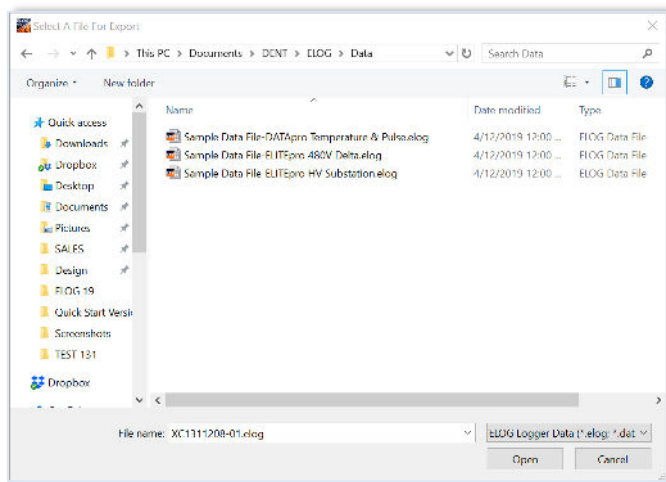 Select A File For Export
This PC > Documents > DENT > ELOG > Data
Search Data
Organize
New folder
Name
Date modified
Type
Quick access
Downloads
Dropbox
Desktop
Documents
Pictures
SALES
Design
ELOG 19
Quick Start Versi
Screenshots
TEST 131
Dropbox
Sample Data File-DATApro Temperature & Pulse.elog 4/12/2019 12:00 ... ELOG Data File
Sample Data File-ELITEpro 480V Delta.elog 4/12/2019 12:00 ... ELOG Data File
Sample Data File-ELITEpro HV Substation.elog 4/12/2019 12:00 ... ELOG Data File
File name: XC1311208-01.elog
ELOG Logger Data (*.elog; *.dat
Open
Cancel